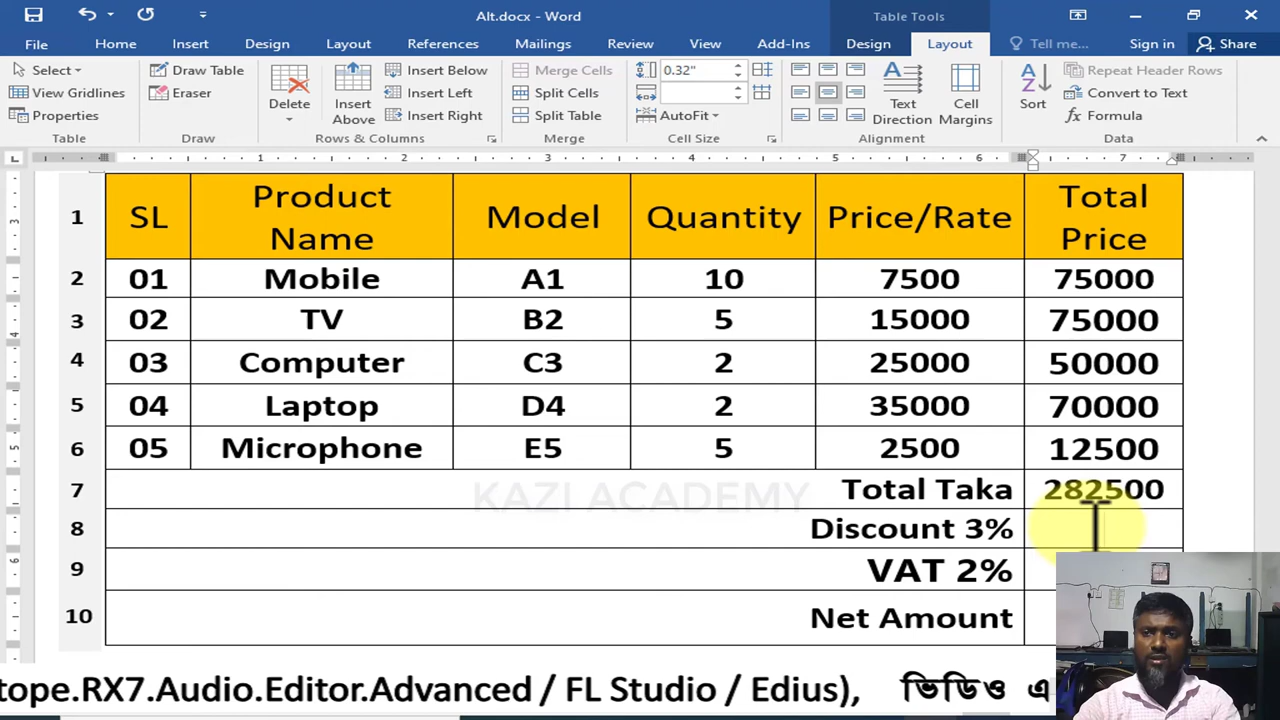 Alt.docx - Word
Table Tools
File Home Insert Design Layout References Mailings Review View Add-Ins Design Layout Tell me... Sign in Share
Select
View Gridlines
Properties
Table
Draw Table
Eraser
Draw
Delete
Insert Above
Insert Below
Insert Left
Insert Right
Rows & Columns
Merge Cells
Split Cells
Split Table
Merge
0.32"
AutoFit
Cell Size
Text Direction
Cell Margins
Alignment
Sort
Repeat Header Rows
Convert to Text
Formula
Data
1 2 3 4 5 6 7
1 SL Product Name Model Quantity Price/Rate Total Price
2 01 Mobile A1 10 7500 75000
3 02 TV B2 5 15000 75000
4 03 Computer C3 2 25000 50000
5 04 Laptop D4 2 35000 70000
6 05 Microphone E5 5 2500 12500
7 Total Taka 282500
KAZI ACADEMY
8 Discount 3%
9 VAT 2%
10 Net Amount
tope.RX7.Audio.Editor.Advanced / FL Studio / Edius), ভিডিও এ